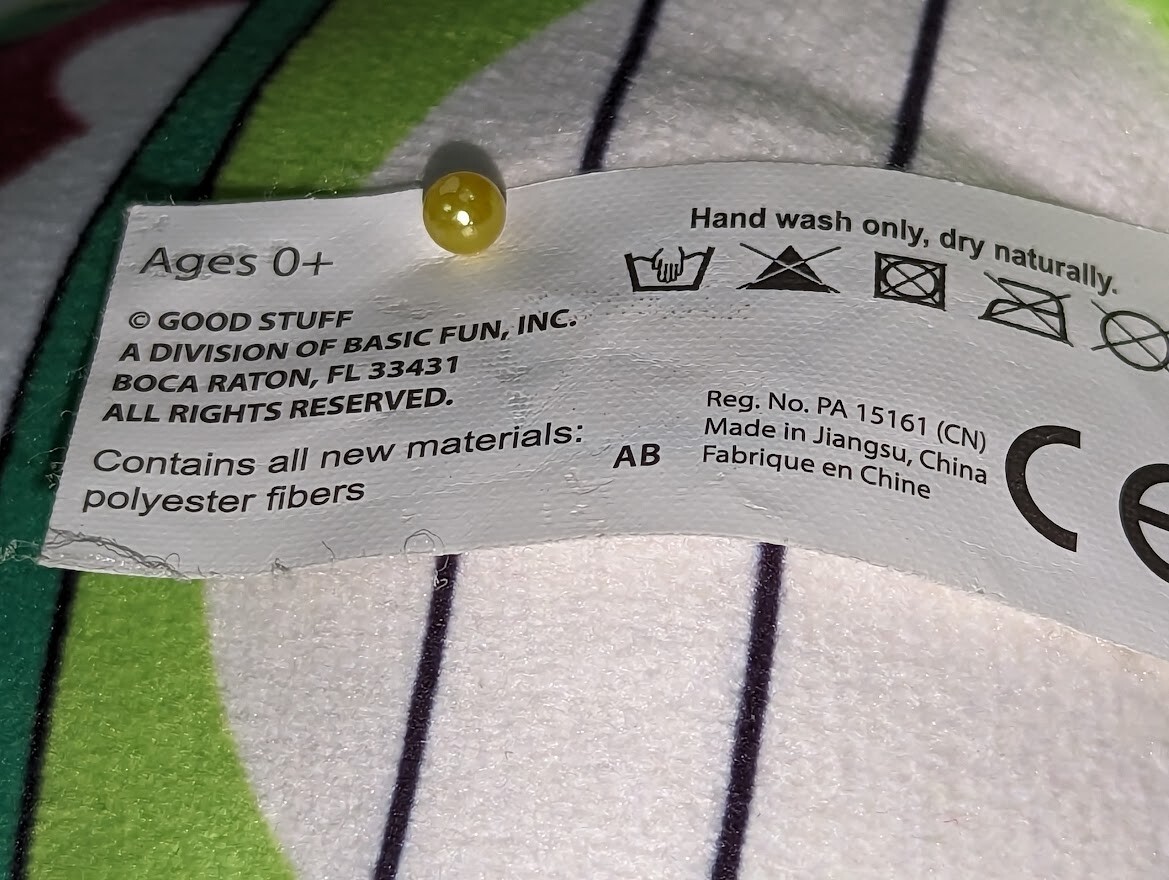 Ages 0+
© GOOD STUFF
A DIVISION OF BASIC FUN, INC.
BOCA RATON, FL 33431
ALL RIGHTS RESERVED.
Contains all new materials:
polyester fibers
AB
Hand wash only, dry naturally.
Reg. No. PA 15161 (CN)
Made in Jiangsu, China
Fabrique en Chine
CE